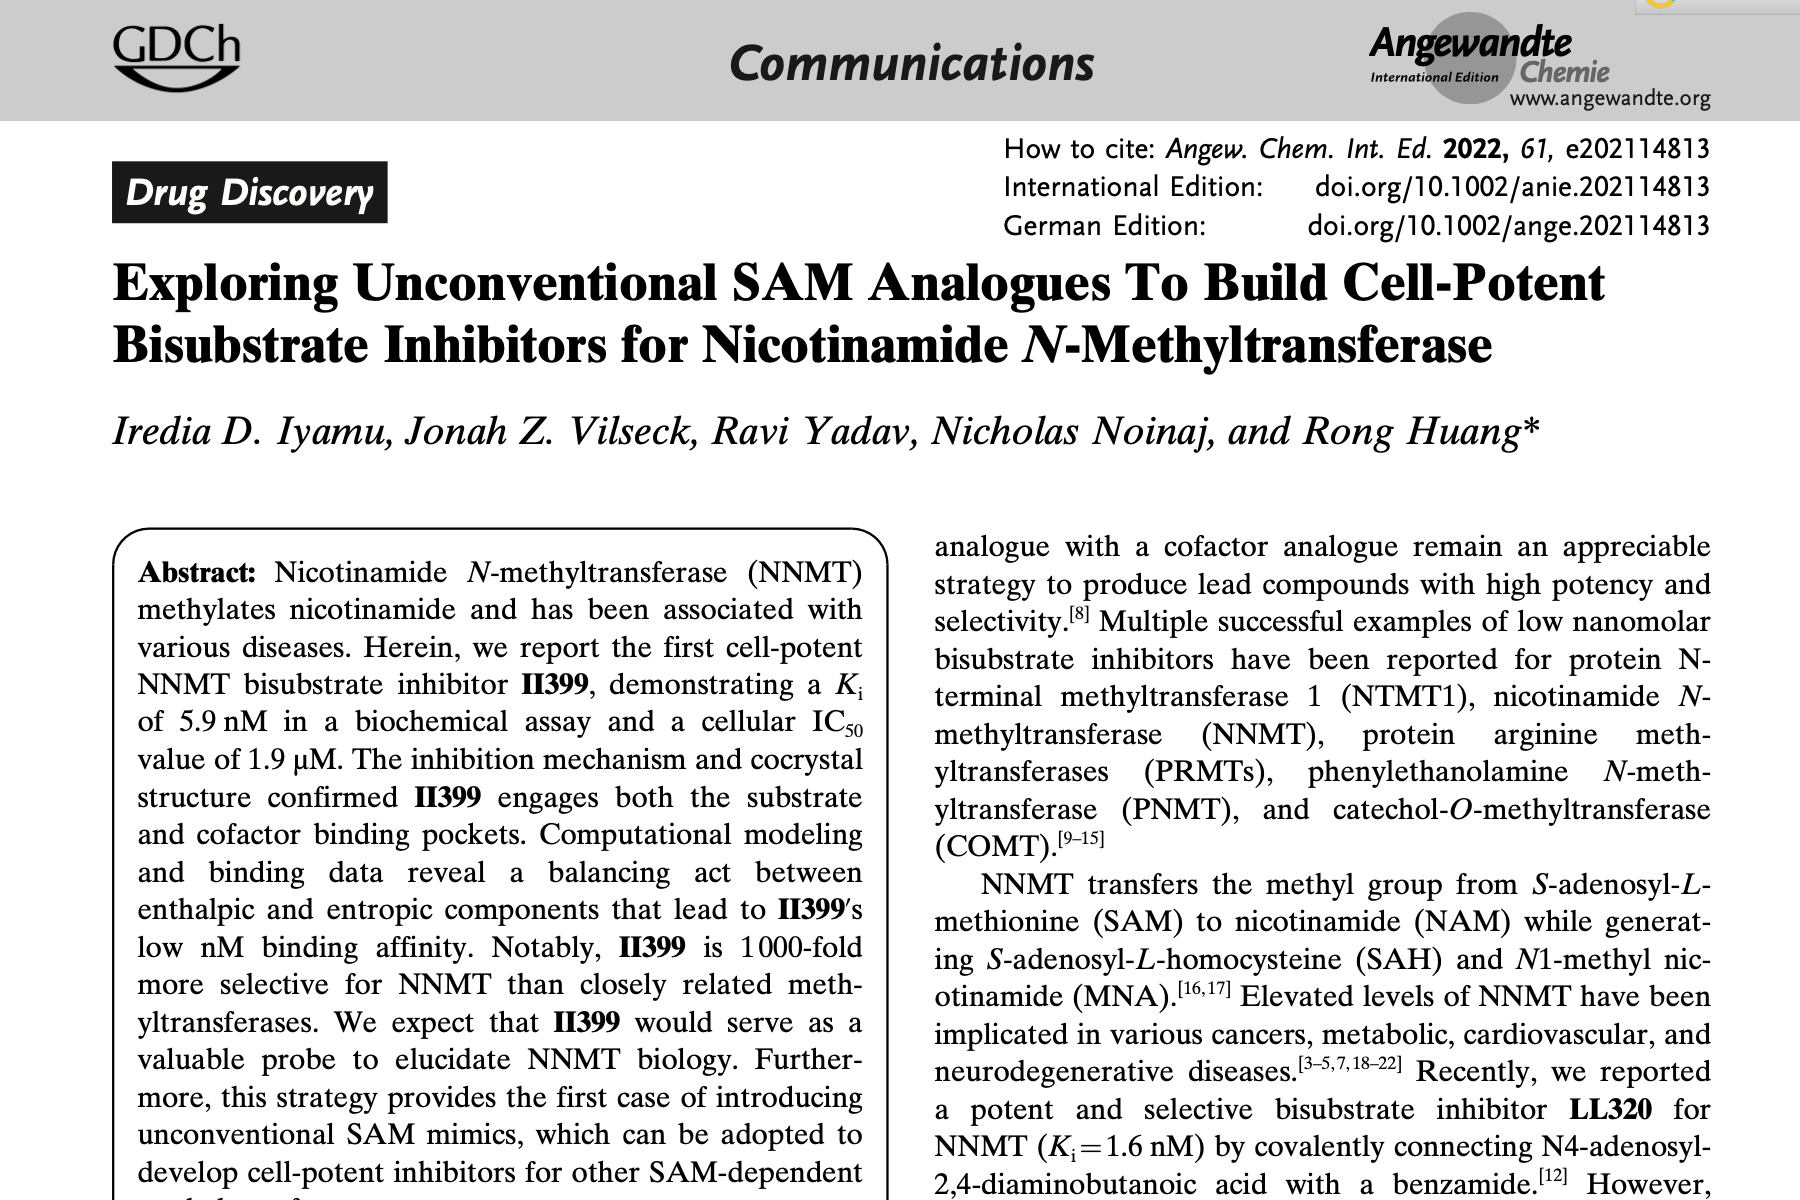 GDCh
Communications
Angewandte
International Edition Chemie
www.angewandte.org
How to cite: Angew. Chem. Int. Ed. 2022, 61, e202114813
International Edition: doi.org/10.1002/anie.202114813
German Edition: doi.org/10.1002/ange.202114813
Drug Discovery
Exploring Unconventional SAM Analogues To Build Cell-Potent
Bisubstrate Inhibitors for Nicotinamide N-Methyltransferase
Iredia D. Iyamu, Jonah Z. Vilseck, Ravi Yadav, Nicholas Noinaj, and Rong Huang*
Abstract: Nicotinamide N-methyltransferase (NNMT)
methylates nicotinamide and has been associated with
various diseases. Herein, we report the first cell-potent
NNMT bisubstrate inhibitor II399, demonstrating a Ki
of 5.9 nM in a biochemical assay and a cellular IC50
value of 1.9 μM. The inhibition mechanism and cocrystal
structure confirmed II399 engages both the substrate
and cofactor binding pockets. Computational modeling
and binding data reveal a balancing act between
enthalpic and entropic components that lead to II399′s
low nM binding affinity. Notably, II399 is 1000-fold
more selective for NNMT than closely related meth-
yltransferases. We expect that II399 would serve as a
valuable probe to elucidate NNMT biology. Further-
more, this strategy provides the first case of introducing
unconventional SAM mimics, which can be adopted to
develop cell-potent inhibitors for other SAM-dependent
analogue with a cofactor analogue remain an appreciable
strategy to produce lead compounds with high potency and
selectivity.[8] Multiple successful examples of low nanomolar
bisubstrate inhibitors have been reported for protein N-
terminal methyltransferase 1 (NTMT1), nicotinamide N-
methyltransferase (NNMT), protein arginine meth-
yltransferases (PRMTs), phenylethanolamine N-meth-
yltransferase (PNMT), and catechol-O-methyltransferase
(COMT).[9–15]
NNMT transfers the methyl group from S-adenosyl-L-
methionine (SAM) to nicotinamide (NAM) while generat-
ing S-adenosyl-L-homocysteine (SAH) and N1-methyl nic-
otinamide (MNA).[16,17] Elevated levels of NNMT have been
implicated in various cancers, metabolic, cardiovascular, and
neurodegenerative diseases.[3–5,7,18–22] Recently, we reported
a potent and selective bisubstrate inhibitor LL320 for
NNMT (Ki=1.6 nM) by covalently connecting N4-adenosyl-
2,4-diaminobutanoic acid with a benzamide.[12] However,